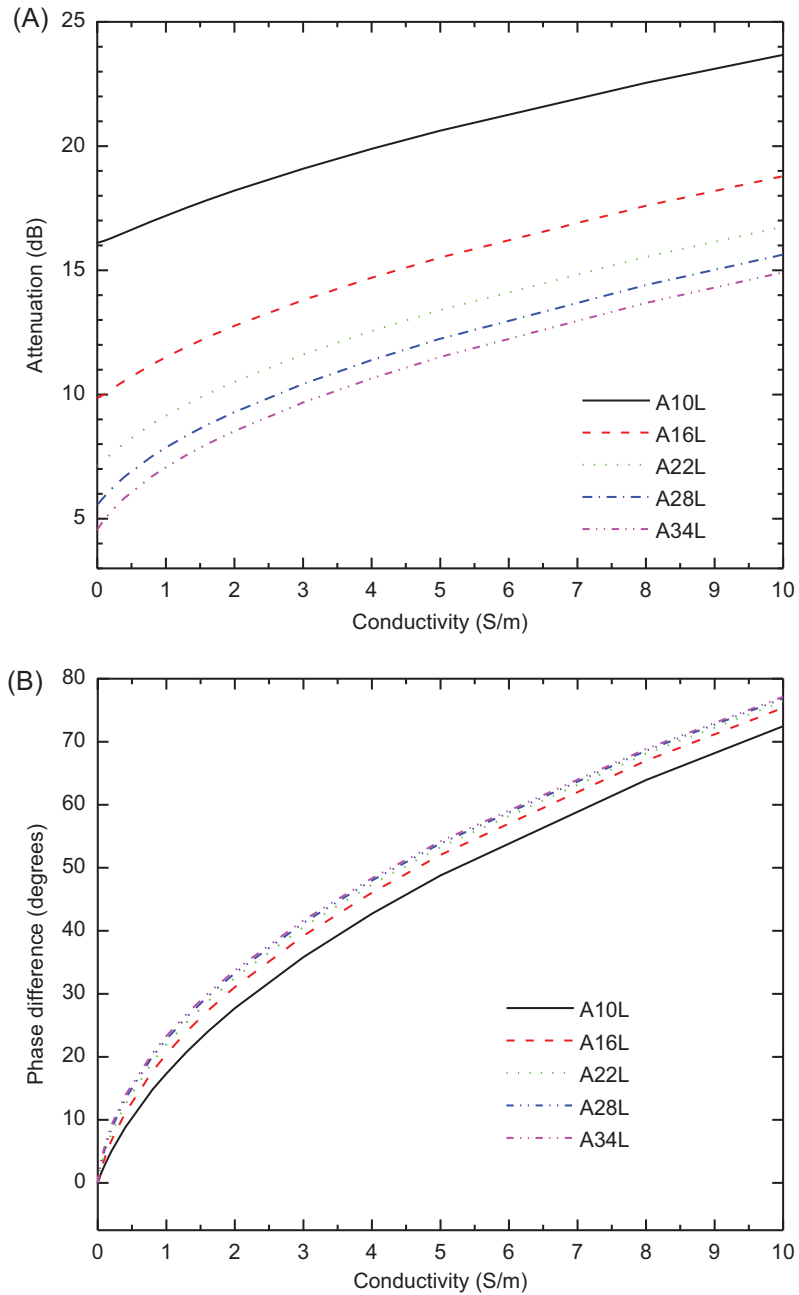 (A)
25
20
15
10
5
Attenuation (dB)
A10L
A16L
A22L
A28L
A34L
0 1 2 3 4 5 6 7 8 9 10
Conductivity (S/m)
(B)
80
70
60
50
40
30
20
10
0
Phase difference (degrees)
A10L
A16L
A22L
A28L
A34L
0 1 2 3 4 5 6 7 8 9 10
Conductivity (S/m)